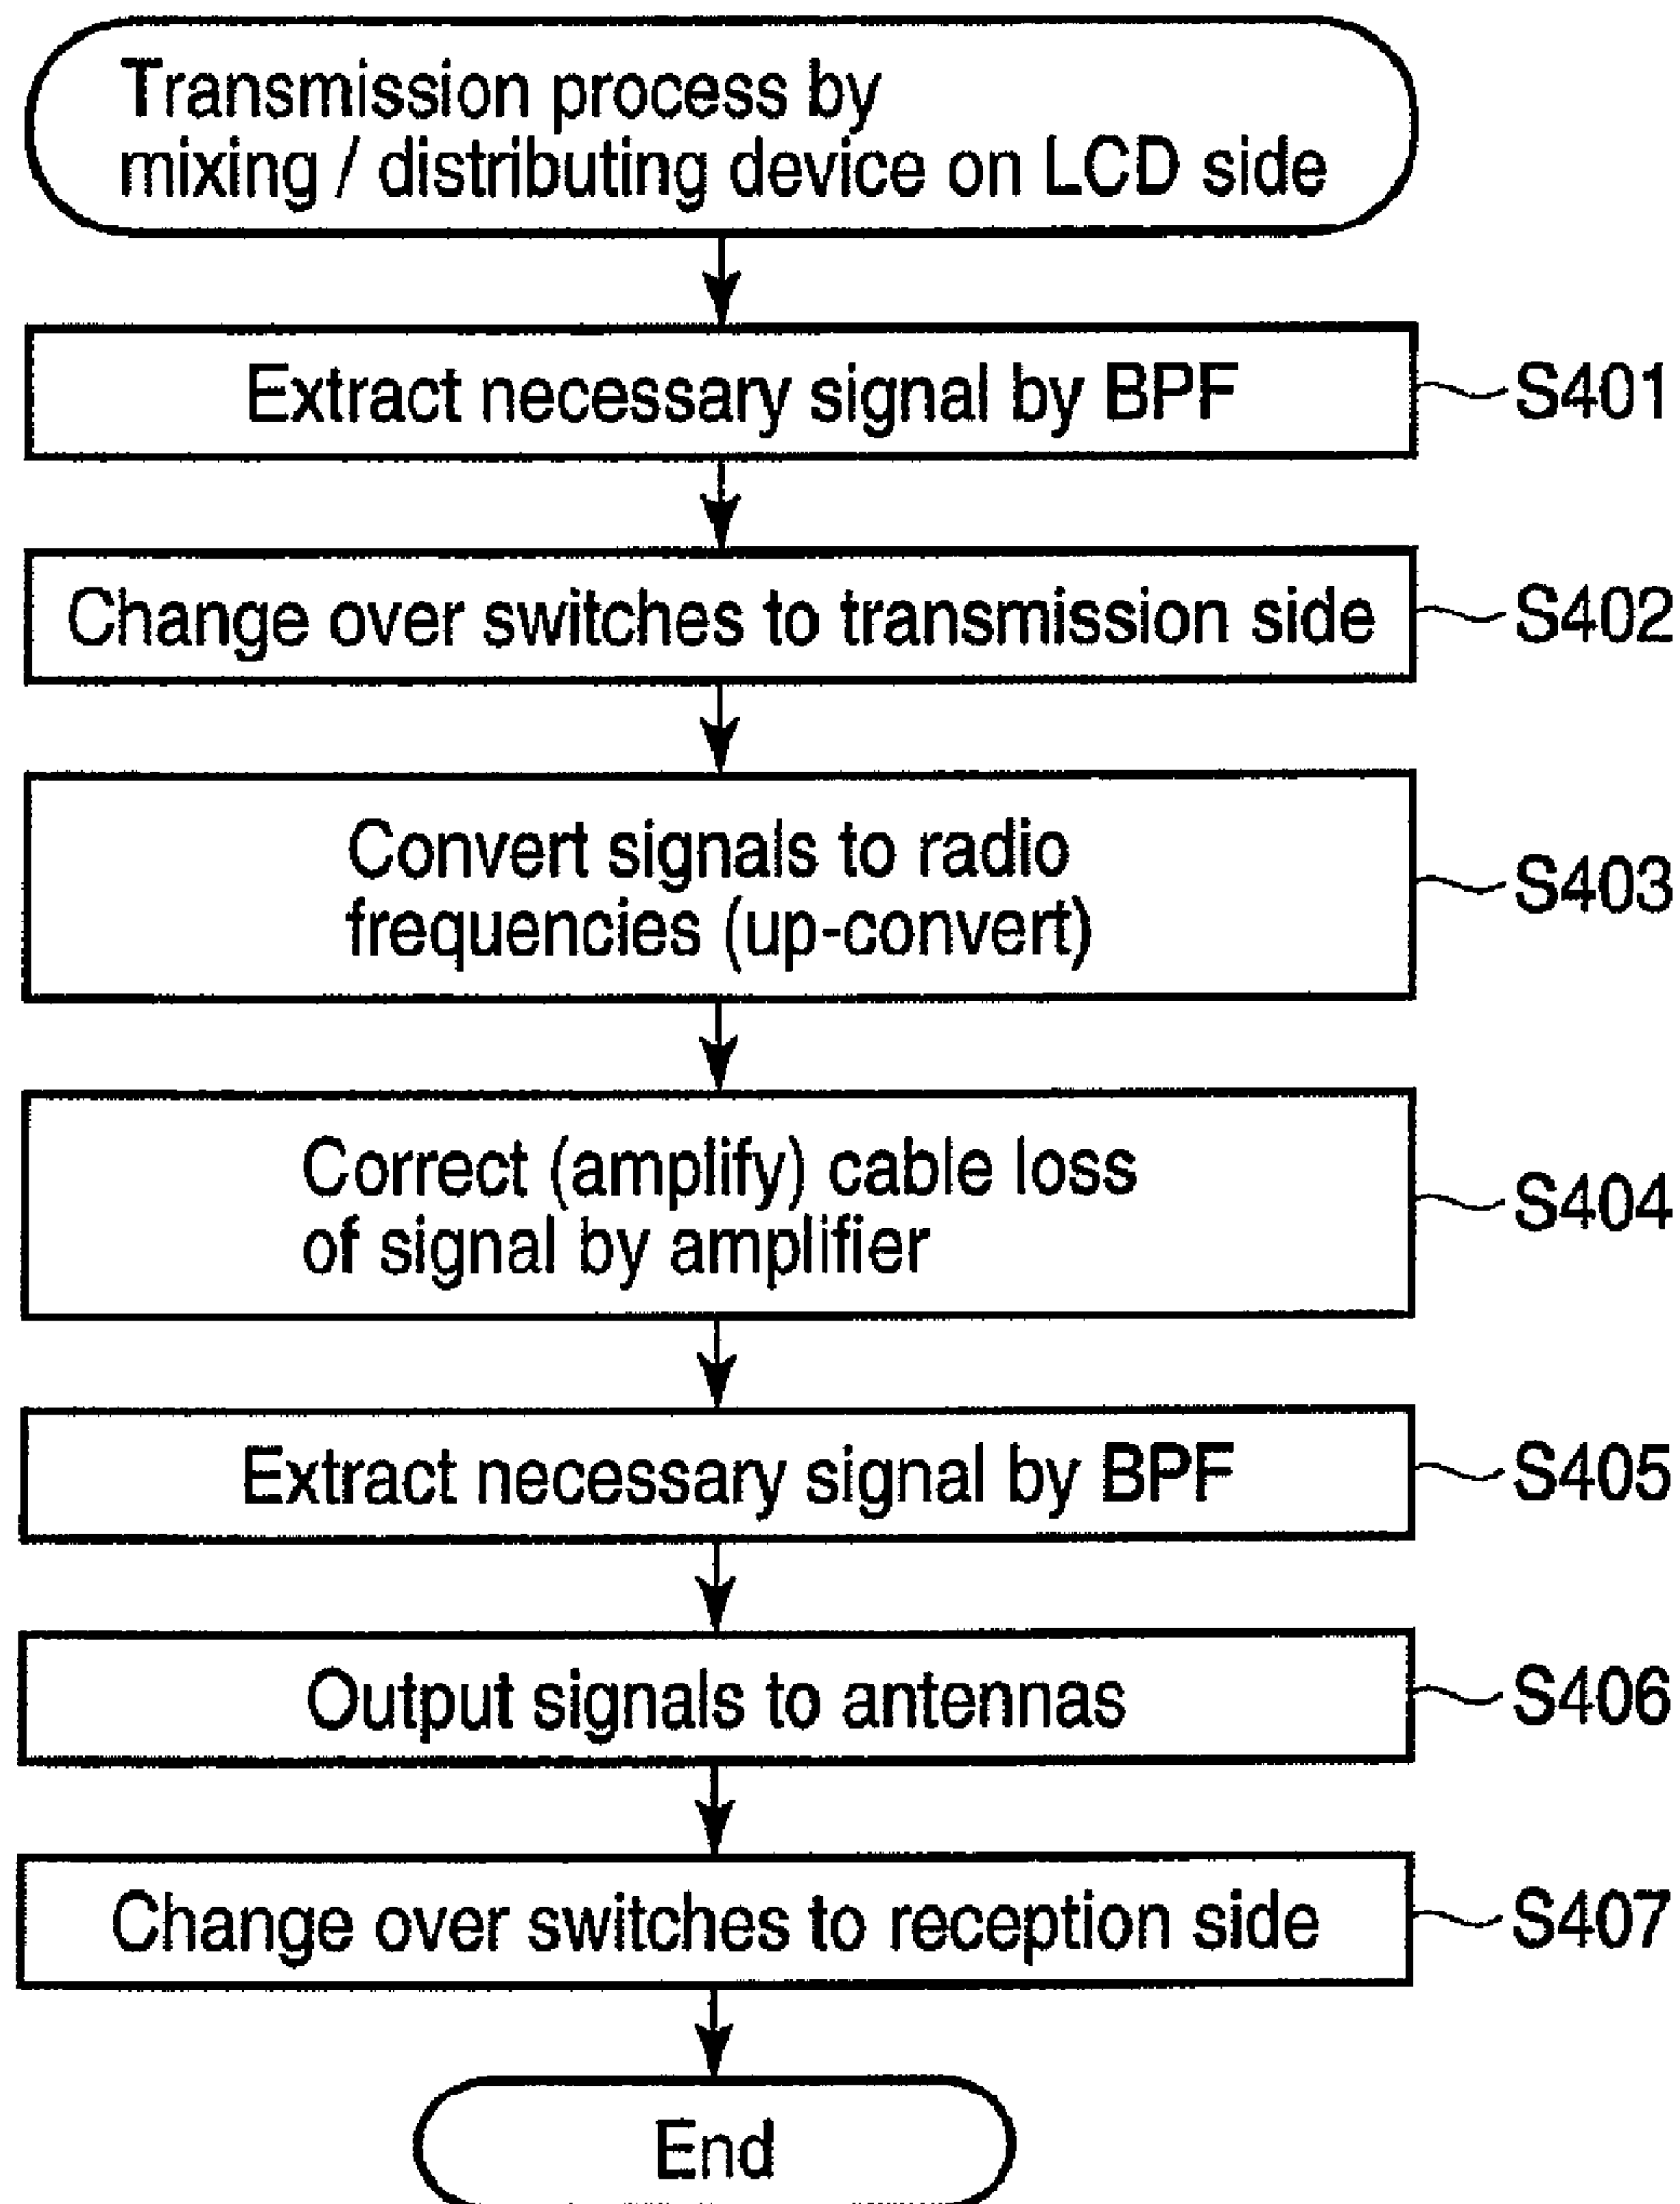 Transmission process by
mixing / distributing device on LCD side
Extract necessary signal by BPF
S401
Change over switches to transmission side
S402
Convert signals to radio
frequencies (up-convert)
S403
Correct (amplify) cable loss
of signal by amplifier
S404
Extract necessary signal by BPF
S405
Output signals to antennas
S406
Change over switches to reception side
S407
End